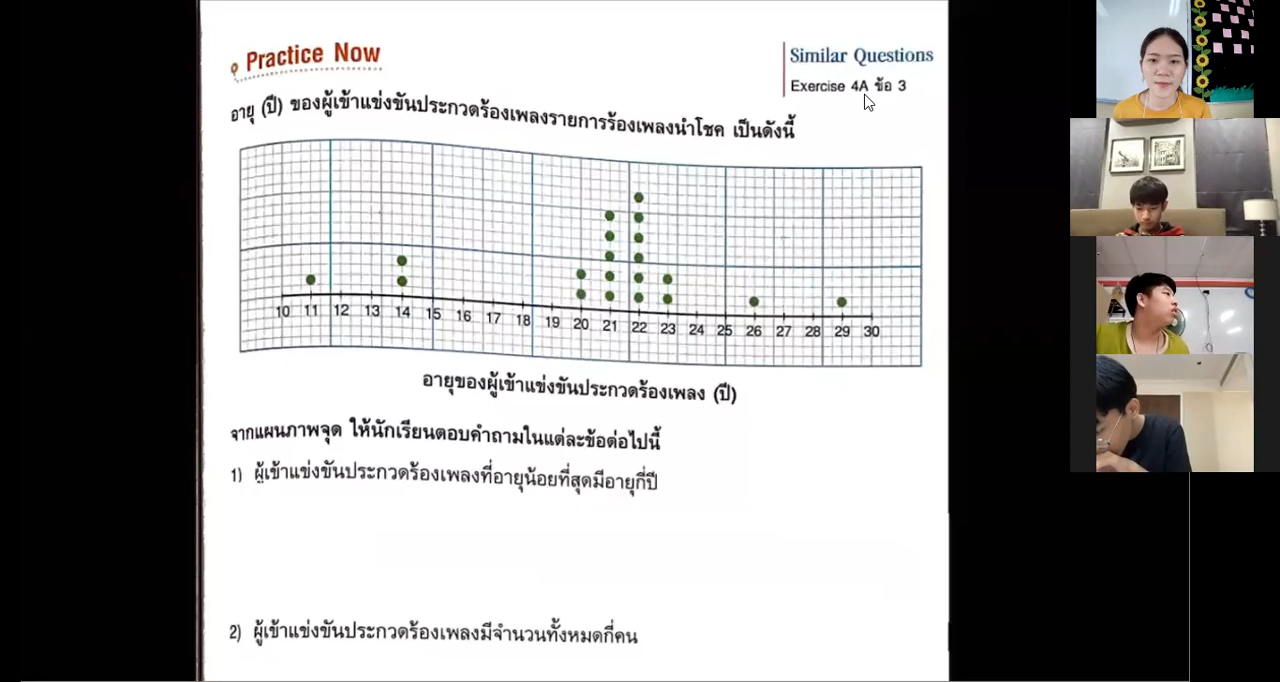 Practice Now
Similar Questions
Exercise 4A ข้อ 3
อายุ (ปี) ของผู้เข้าแข่งขันประกวดร้องเพลงรายการร้องเพลงนำโชค เป็นดังนี้
10 11 12 13 14 15 16 17 18 19 20 21 22 23 24 25 26 27 28 29 30
อายุของผู้เข้าแข่งขันประกวดร้องเพลง (ปี)
จากแผนภาพจุด ให้นักเรียนตอบคำถามในแต่ละข้อต่อไปนี้
1) ผู้เข้าแข่งขันประกวดร้องเพลงที่อายุน้อยที่สุดมีอายุกี่ปี
2) ผู้เข้าแข่งขันประกวดร้องเพลงมีจำนวนทั้งหมดกี่คน